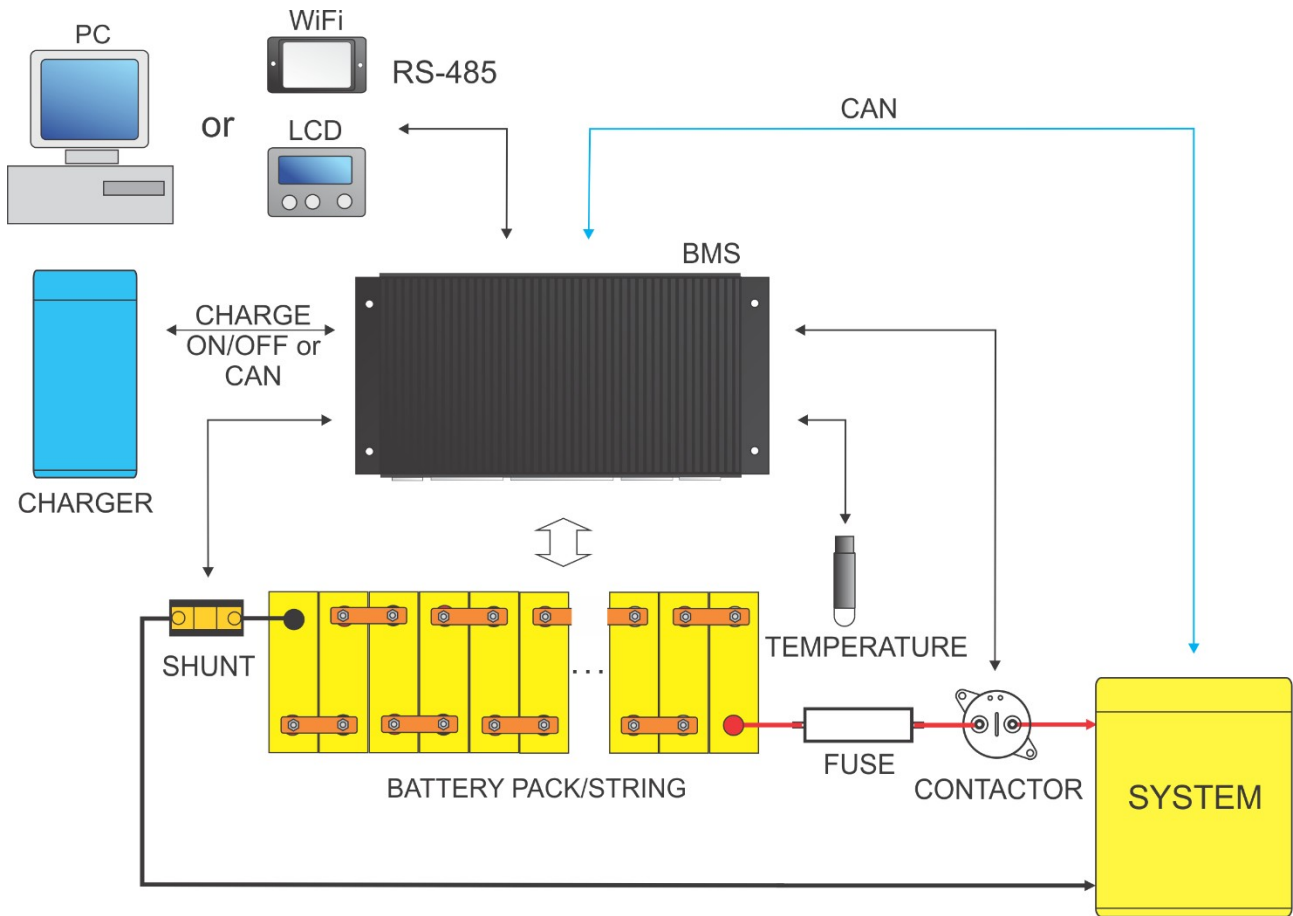 PC
WiFi
RS-485
or
LCD
CAN
BMS
CHARGE
ON/OFF or
CAN
CHARGER
SHUNT
TEMPERATURE
...
BATTERY PACK/STRING
FUSE
CONTACTOR
SYSTEM